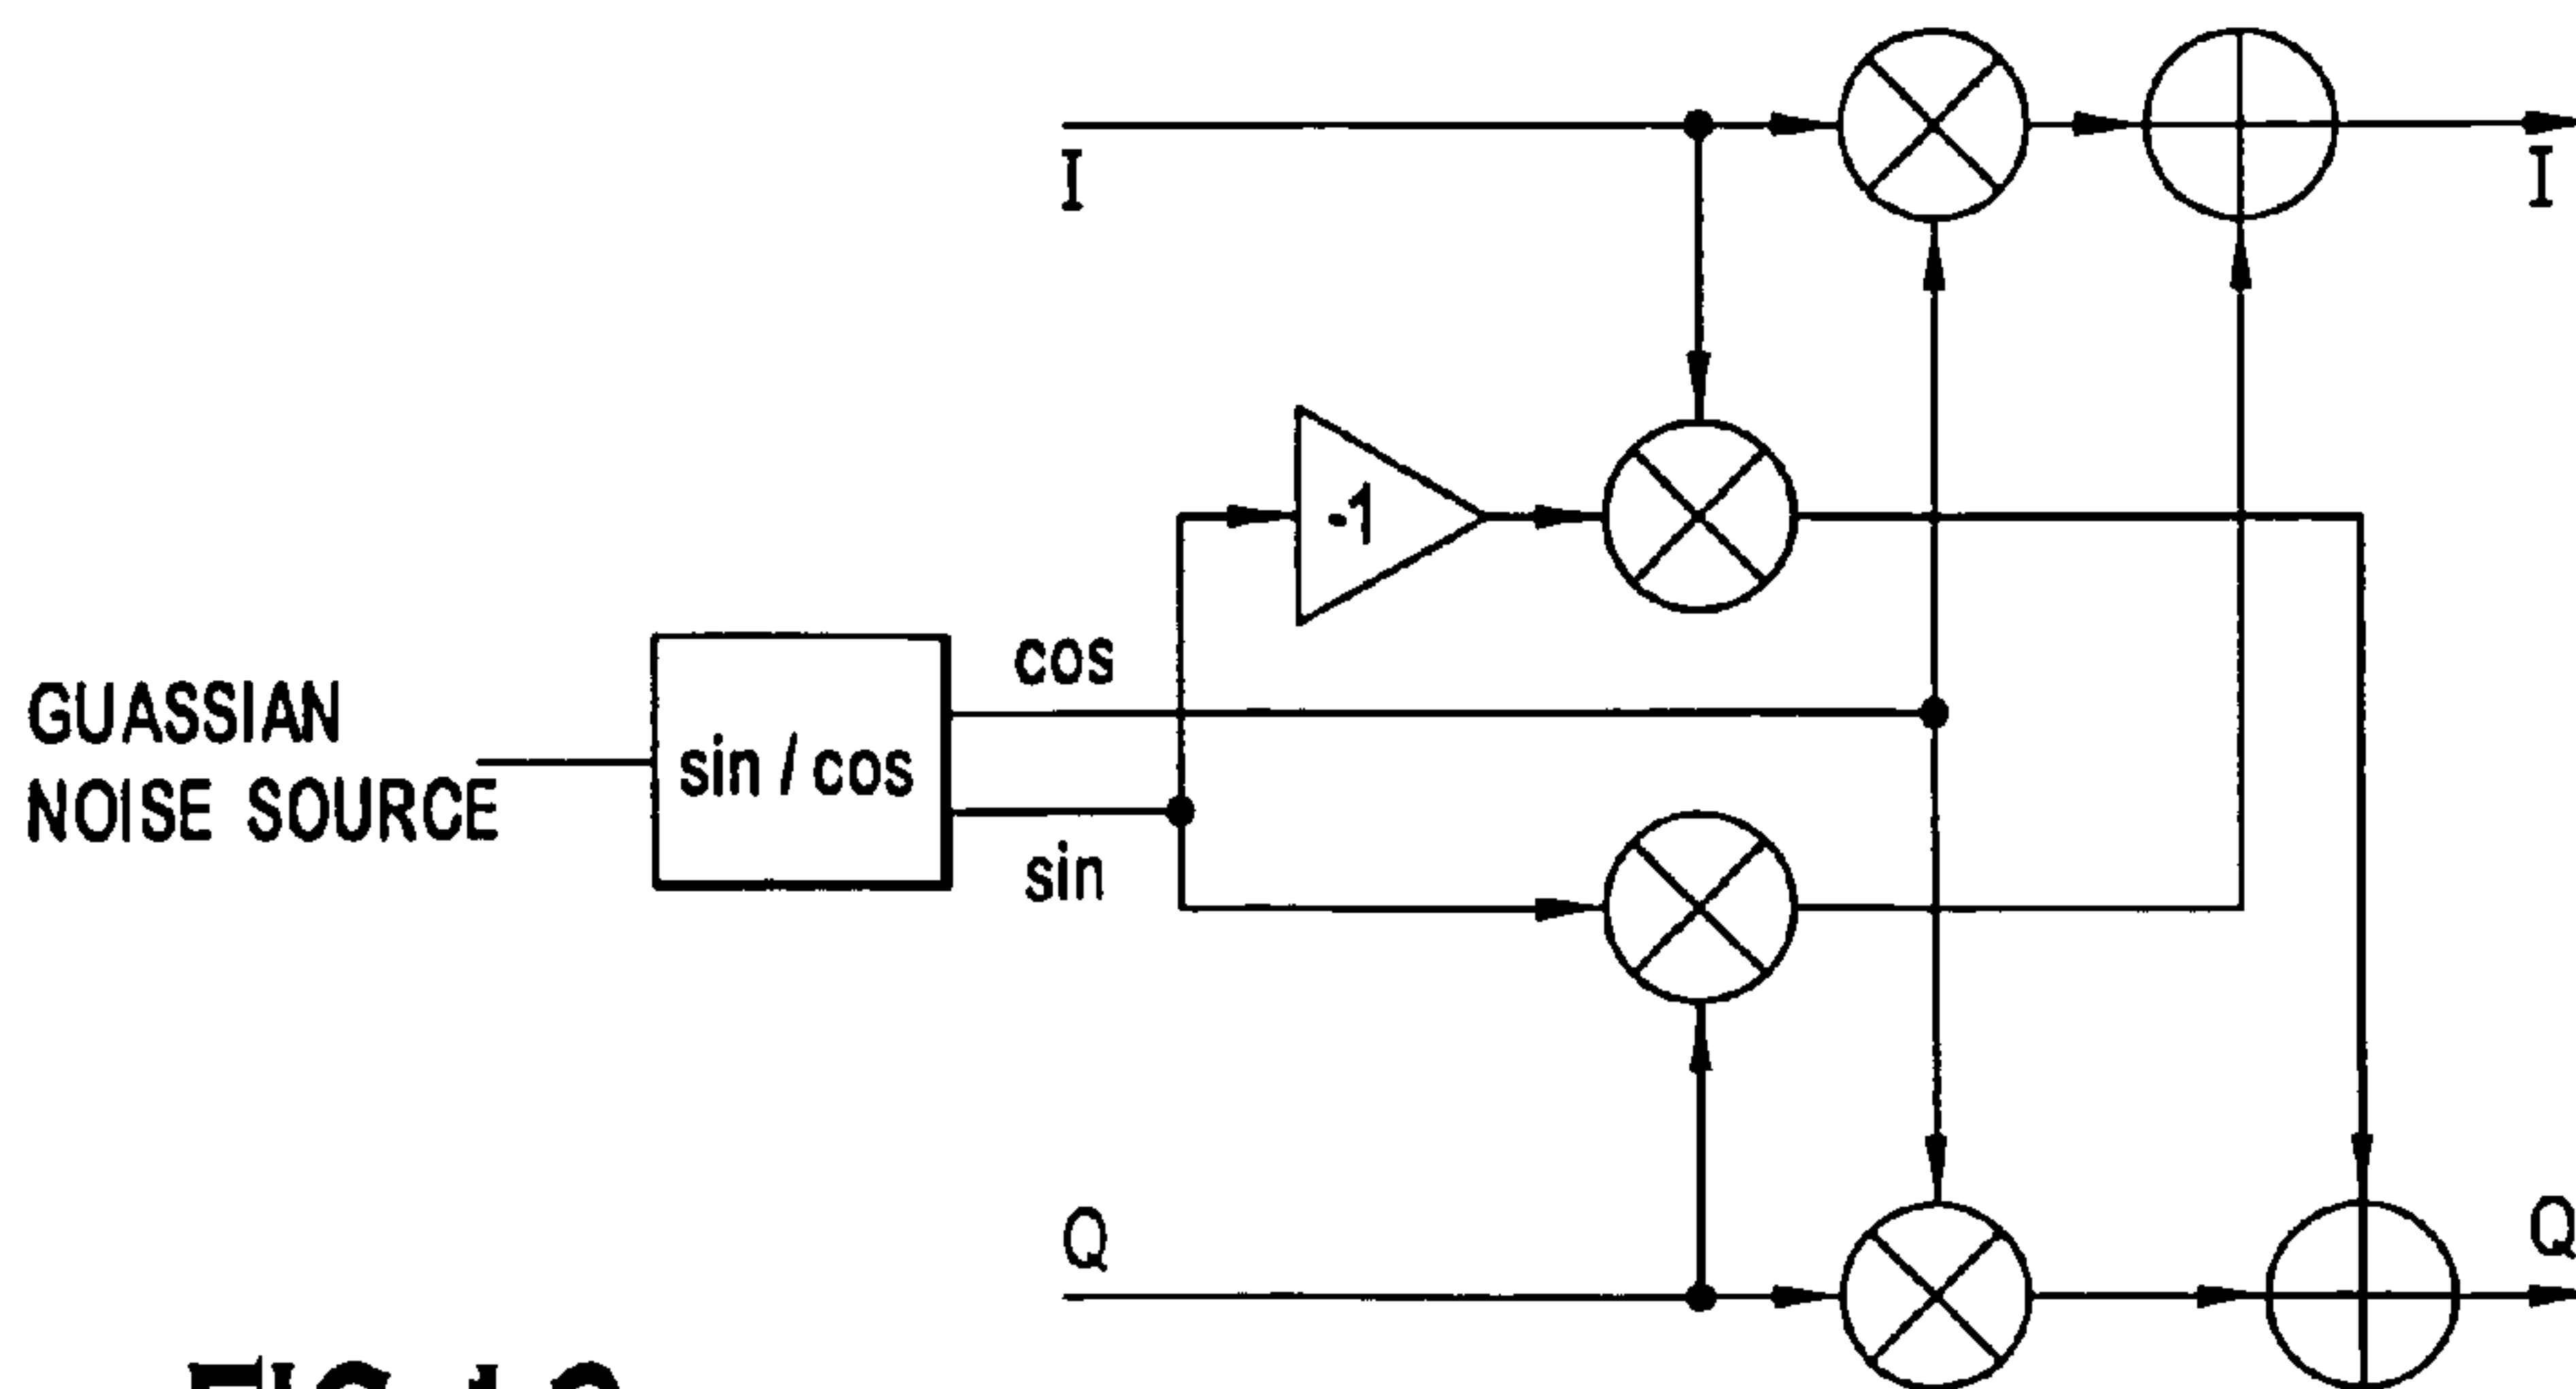 I
I
-1
cos
GUASSIAN
NOISE SOURCE
sin / cos
sin
Q
Q